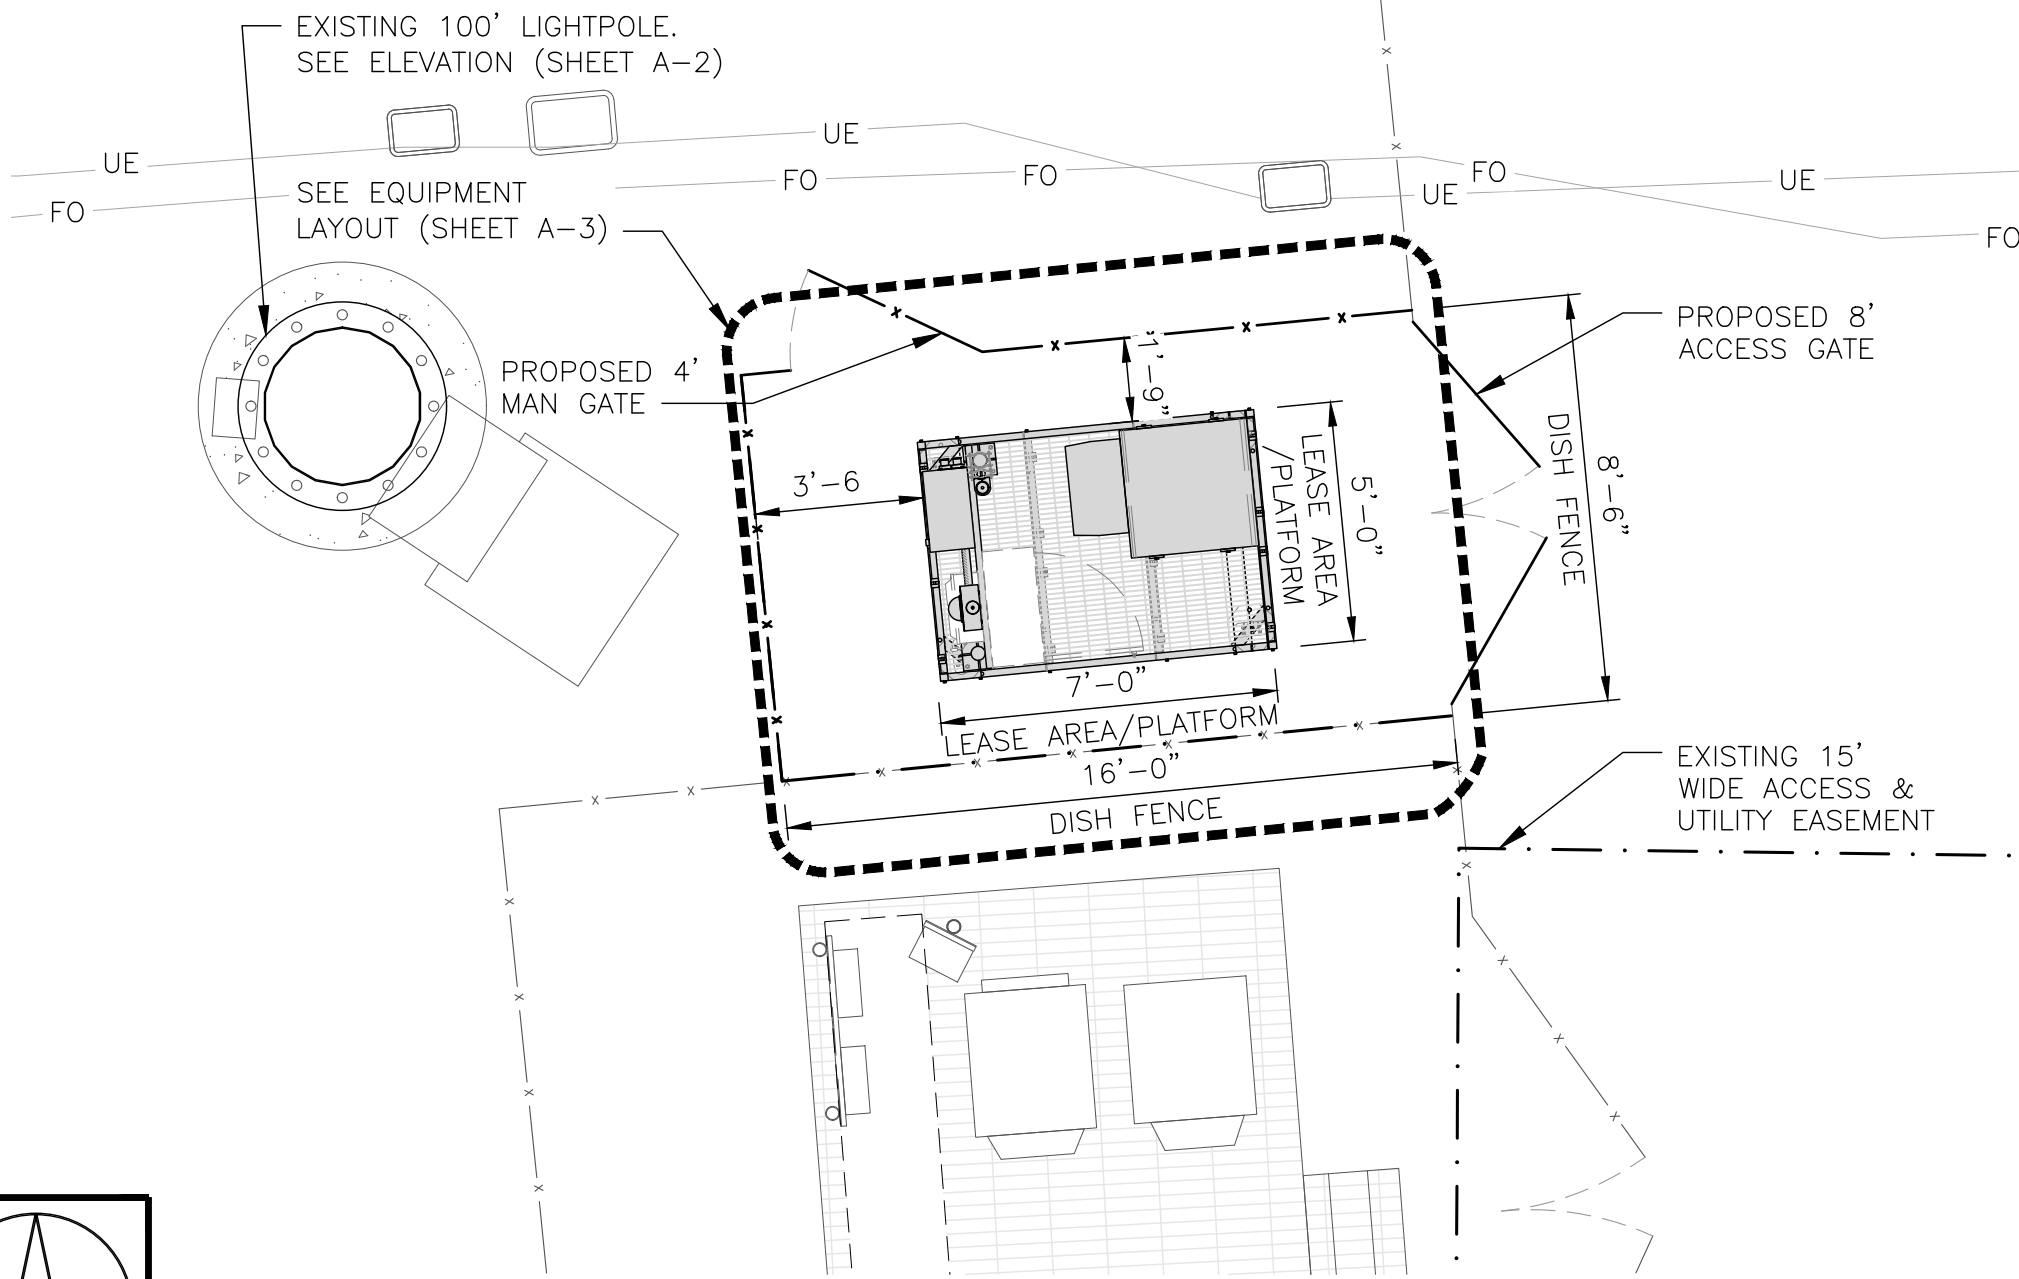 EXISTING 100' LIGHTPOLE.
SEE ELEVATION (SHEET A-2)
UE
UE
FO
FO
FO
UE
UE
FO
FO
SEE EQUIPMENT
LAYOUT (SHEET A-3)
PROPOSED 4'
MAN GATE
PROPOSED 8'
ACCESS GATE
1'-9"
3'-6
LEASE AREA
/PLATFORM
5'-0"
DISH FENCE
8'-6"
7'-0"
LEASE AREA/PLATFORM
16'-0"
DISH FENCE
EXISTING 15'
WIDE ACCESS &
UTILITY EASEMENT